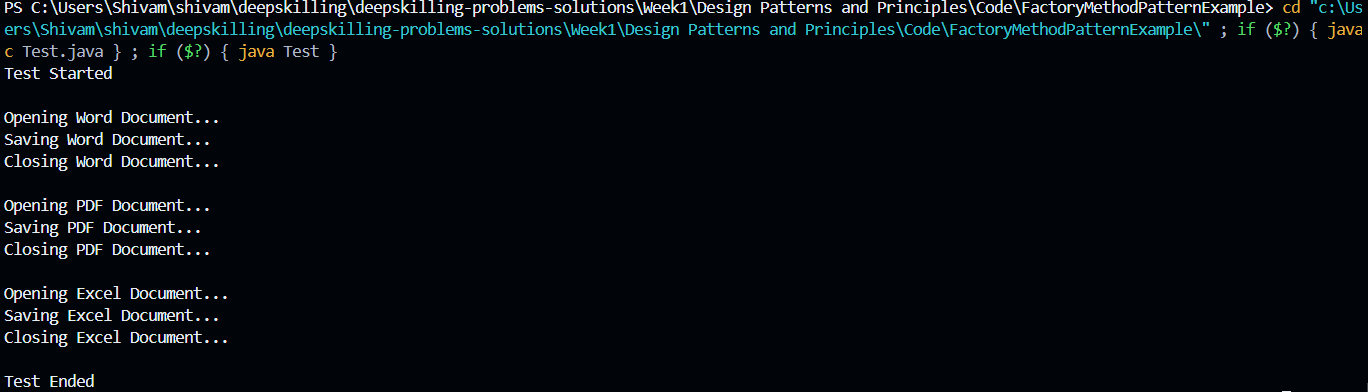 PS C:\Users\Shivam\shivam\deepskilling\deepskilling-problems-solutions\Week1\Design Patterns and Principles\Code\FactoryMethodPatternExample> cd "c:\Us
ers\Shivam\shivam\deepskilling\deepskilling-problems-solutions\Week1\Design Patterns and Principles\Code\FactoryMethodPatternExample\" ; if ($?) { java
c Test.java } ; if ($?) { java Test }
Test Started
Opening Word Document...
Saving Word Document...
Closing Word Document...
Opening PDF Document...
Saving PDF Document...
Closing PDF Document...
Opening Excel Document...
Saving Excel Document...
Closing Excel Document...
Test Ended